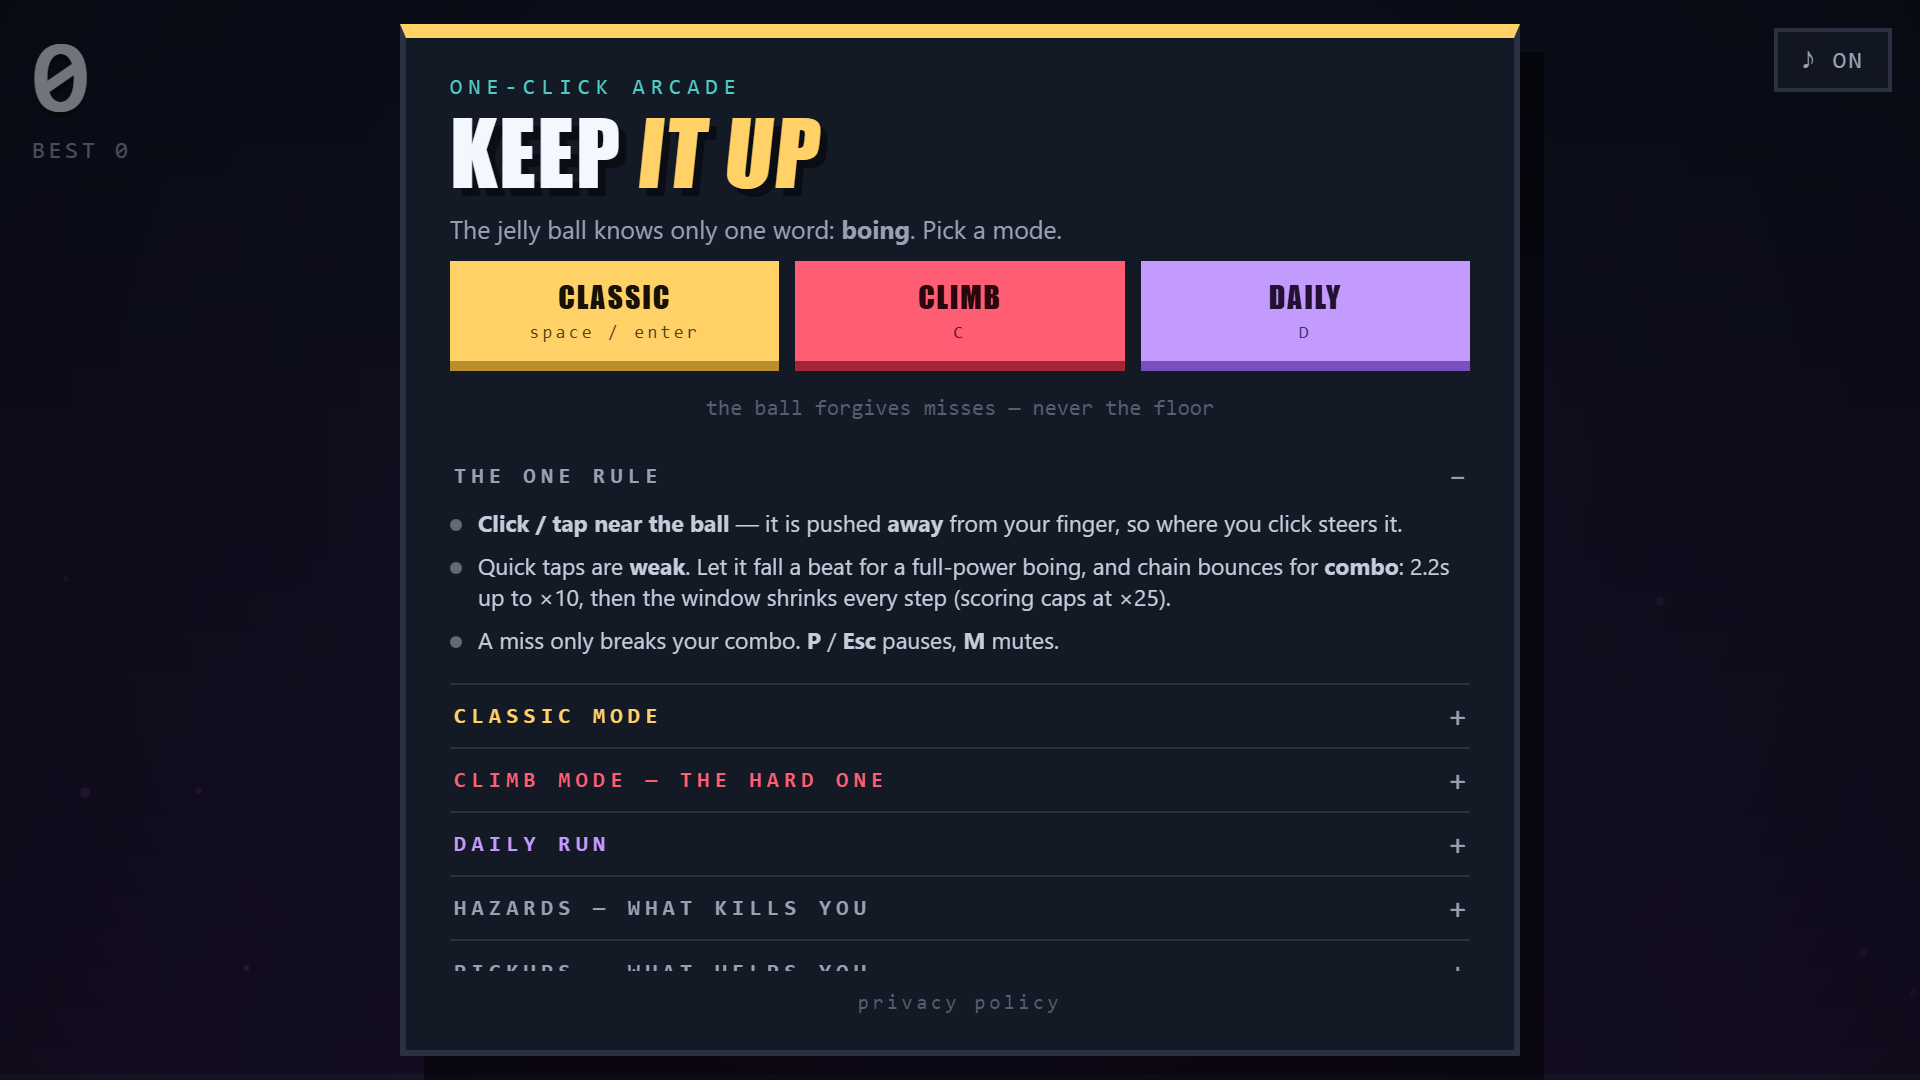 0
BEST 0
♪ ON
ONE-CLICK ARCADE
KEEP IT UP
The jelly ball knows only one word: boing. Pick a mode.
CLASSIC
space / enter
CLIMB
C
DAILY
D
the ball forgives misses — never the floor
THE ONE RULE −
Click / tap near the ball — it is pushed away from your finger, so where you click steers it.
Quick taps are weak. Let it fall a beat for a full-power boing, and chain bounces for combo: 2.2s
up to ×10, then the window shrinks every step (scoring caps at ×25).
A miss only breaks your combo. P / Esc pauses, M mutes.
CLASSIC MODE +
CLIMB MODE — THE HARD ONE +
DAILY RUN +
HAZARDS — WHAT KILLS YOU +
PICKUPS — WHAT HELPS YOU +
privacy policy